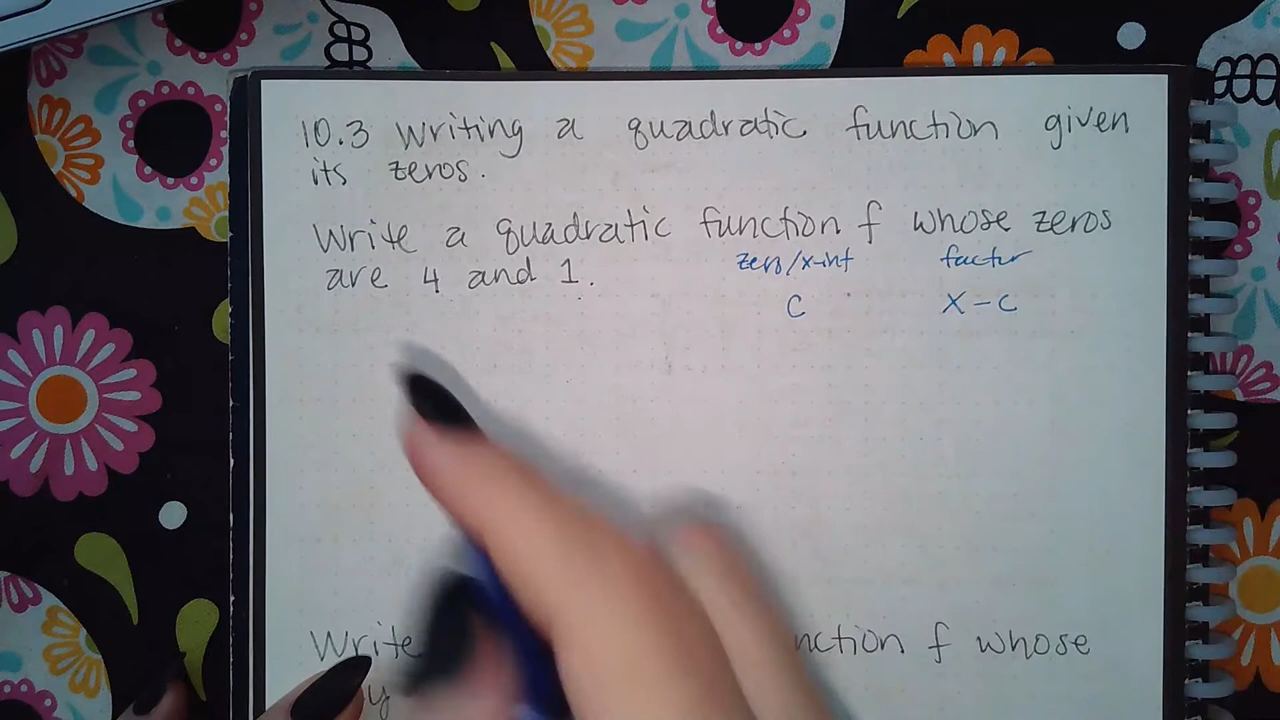 10.3 Writing a quadratic function given
its zeros.
Write a quadratic function f whose zeros
are 4 and 1.
zero/x-int factor
C X-C
Write nction f whose
y